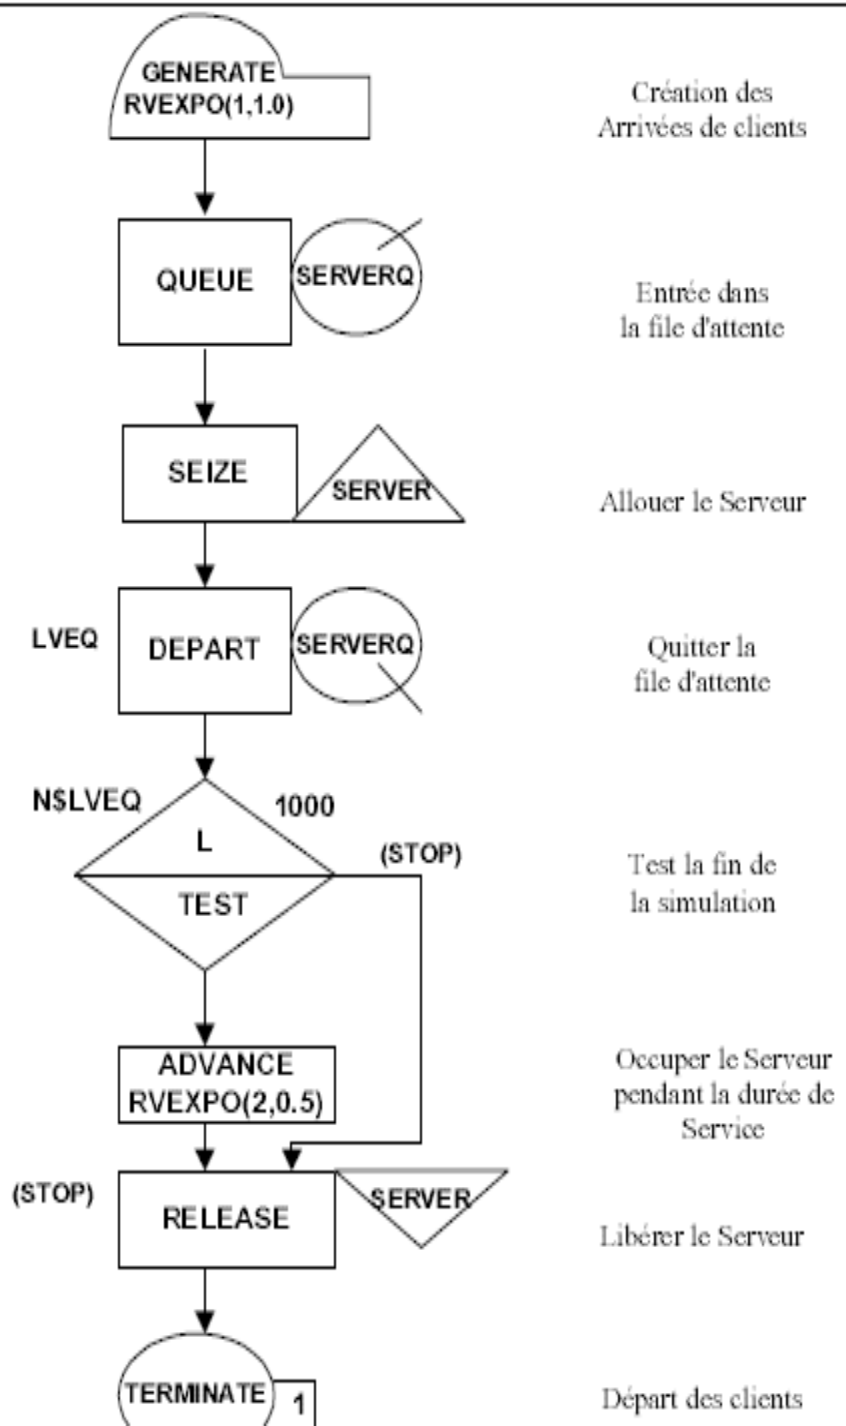 GENERATE
RVEXPO(1,1.0)
Création des
Arrivées de clients
QUEUE
SERVERQ
Entrée dans
la file d'attente
SEIZE
SERVER
Allouer le Serveur
LVEQ
DEPART
SERVERQ
Quitter la
file d'attente
N$LVEQ
1000
L
(STOP)
TEST
Test la fin de
la simulation
ADVANCE
RVEXPO(2,0.5)
Occuper le Serveur
pendant la durée de
Service
(STOP)
RELEASE
SERVER
Libérer le Serveur
TERMINATE
1
Départ des clients